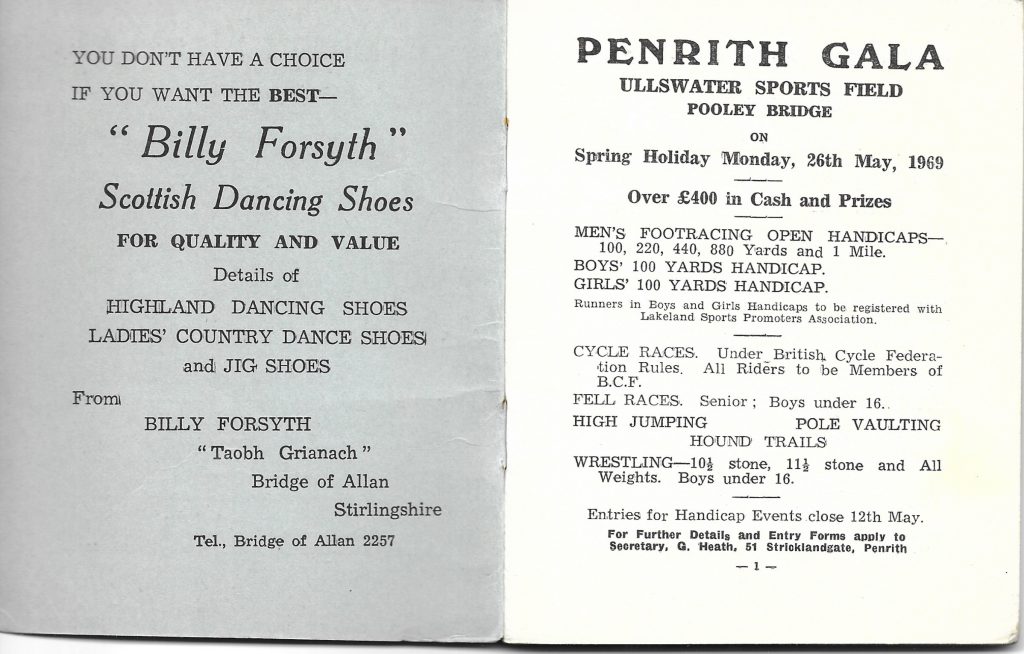 YOU DON'T HAVE A CHOICE
IF YOU WANT THE BEST—
"Billy Forsyth"
Scottish Dancing Shoes
FOR QUALITY AND VALUE
Details of
HIGHLAND DANCING SHOES
LADIES' COUNTRY DANCE SHOES
and JIG SHOES
From
BILLY FORSYTH
"Taobh Grianach"
Bridge of Allan
Stirlingshire
Tel., Bridge of Allan 2257
PENRITH GALA
ULLSWATER SPORTS FIELD
POOLEY BRIDGE
ON
Spring Holiday Monday, 26th May, 1969
Over £400 in Cash and Prizes
MEN'S FOOTRACING OPEN HANDICAPS—
100, 220, 440, 880 Yards and 1 Mile.
BOYS' 100 YARDS HANDICAP.
GIRLS' 100 YARDS HANDICAP.
Runners in Boys and Girls Handicaps to be registered with
Lakeland Sports Promoters Association.
CYCLE RACES. Under British Cycle Federa-
tion Rules. All Riders to be Members of
B.C.F.
FELL RACES. Senior; Boys under 16.
HIGH JUMPING POLE VAULTING
HOUND TRAILS
WRESTLING—10½ stone, 11½ stone and All
Weights. Boys under 16.
Entries for Handicap Events close 12th May.
For Further Details and Entry Forms apply to
Secretary, G. Heath, 51 Stricklandgate, Penrith
— 1 —